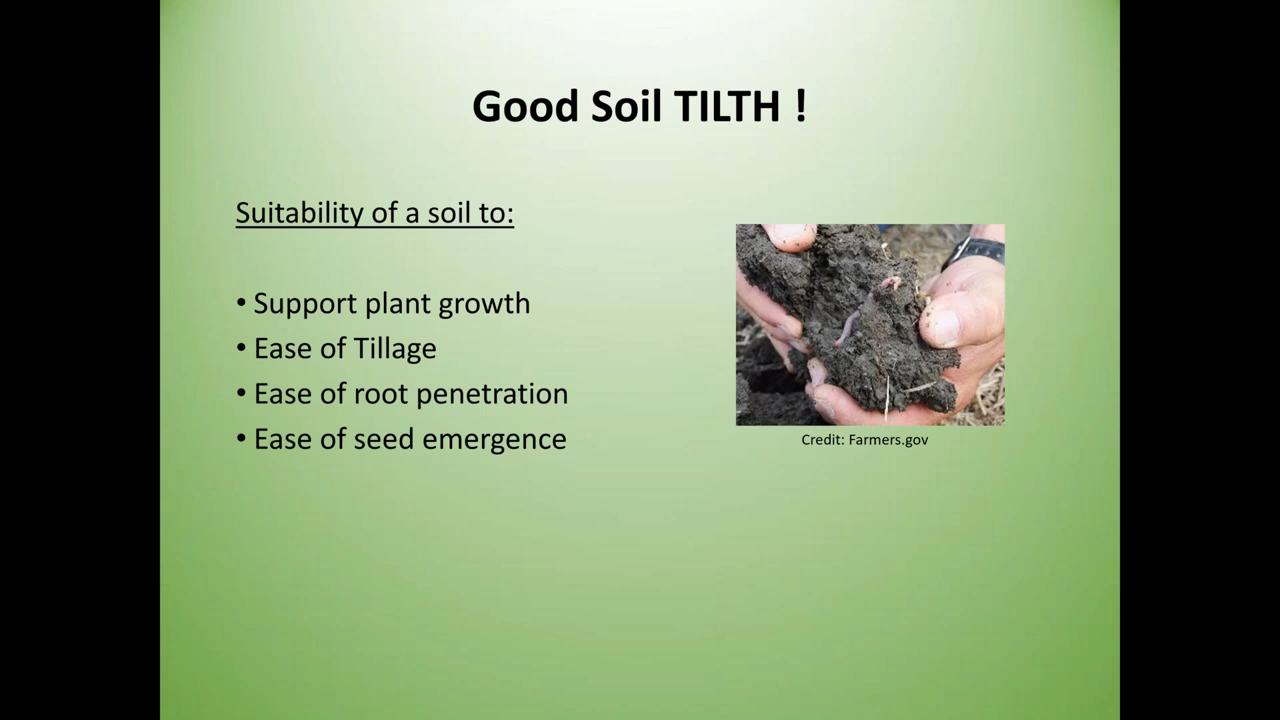 Good Soil TILTH !
Suitability of a soil to:
• Support plant growth
• Ease of Tillage
• Ease of root penetration
• Ease of seed emergence
Credit: Farmers.gov